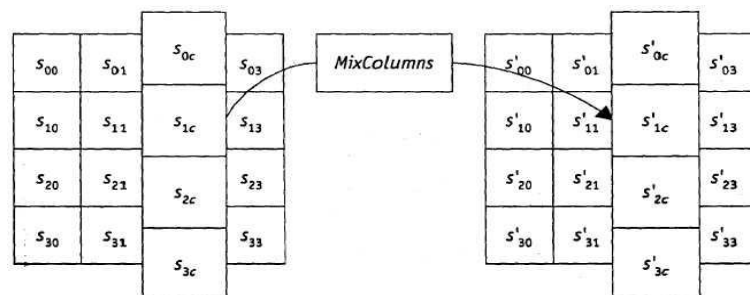 s0c s'0c
s00 s01 s03 MixColumns s'00 s'01 s'03
s10 s11 s1c s13 s'10 s'11 s'1c s'13
s20 s21 s2c s23 s'20 s'21 s'2c s'23
s30 s31 s3c s33 s'30 s'31 s'3c s'33